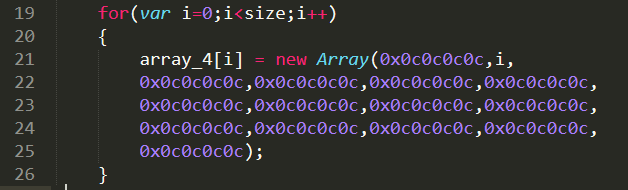 19 for(var i=0;i<size;i++)
20 {
21 array_4[i] = new Array(0x0c0c0c0c,i,
22 0x0c0c0c0c,0x0c0c0c0c,0x0c0c0c0c,0x0c0c0c0c,
23 0x0c0c0c0c,0x0c0c0c0c,0x0c0c0c0c,0x0c0c0c0c,
24 0x0c0c0c0c,0x0c0c0c0c,0x0c0c0c0c,0x0c0c0c0c,
25 0x0c0c0c0c);
26 }